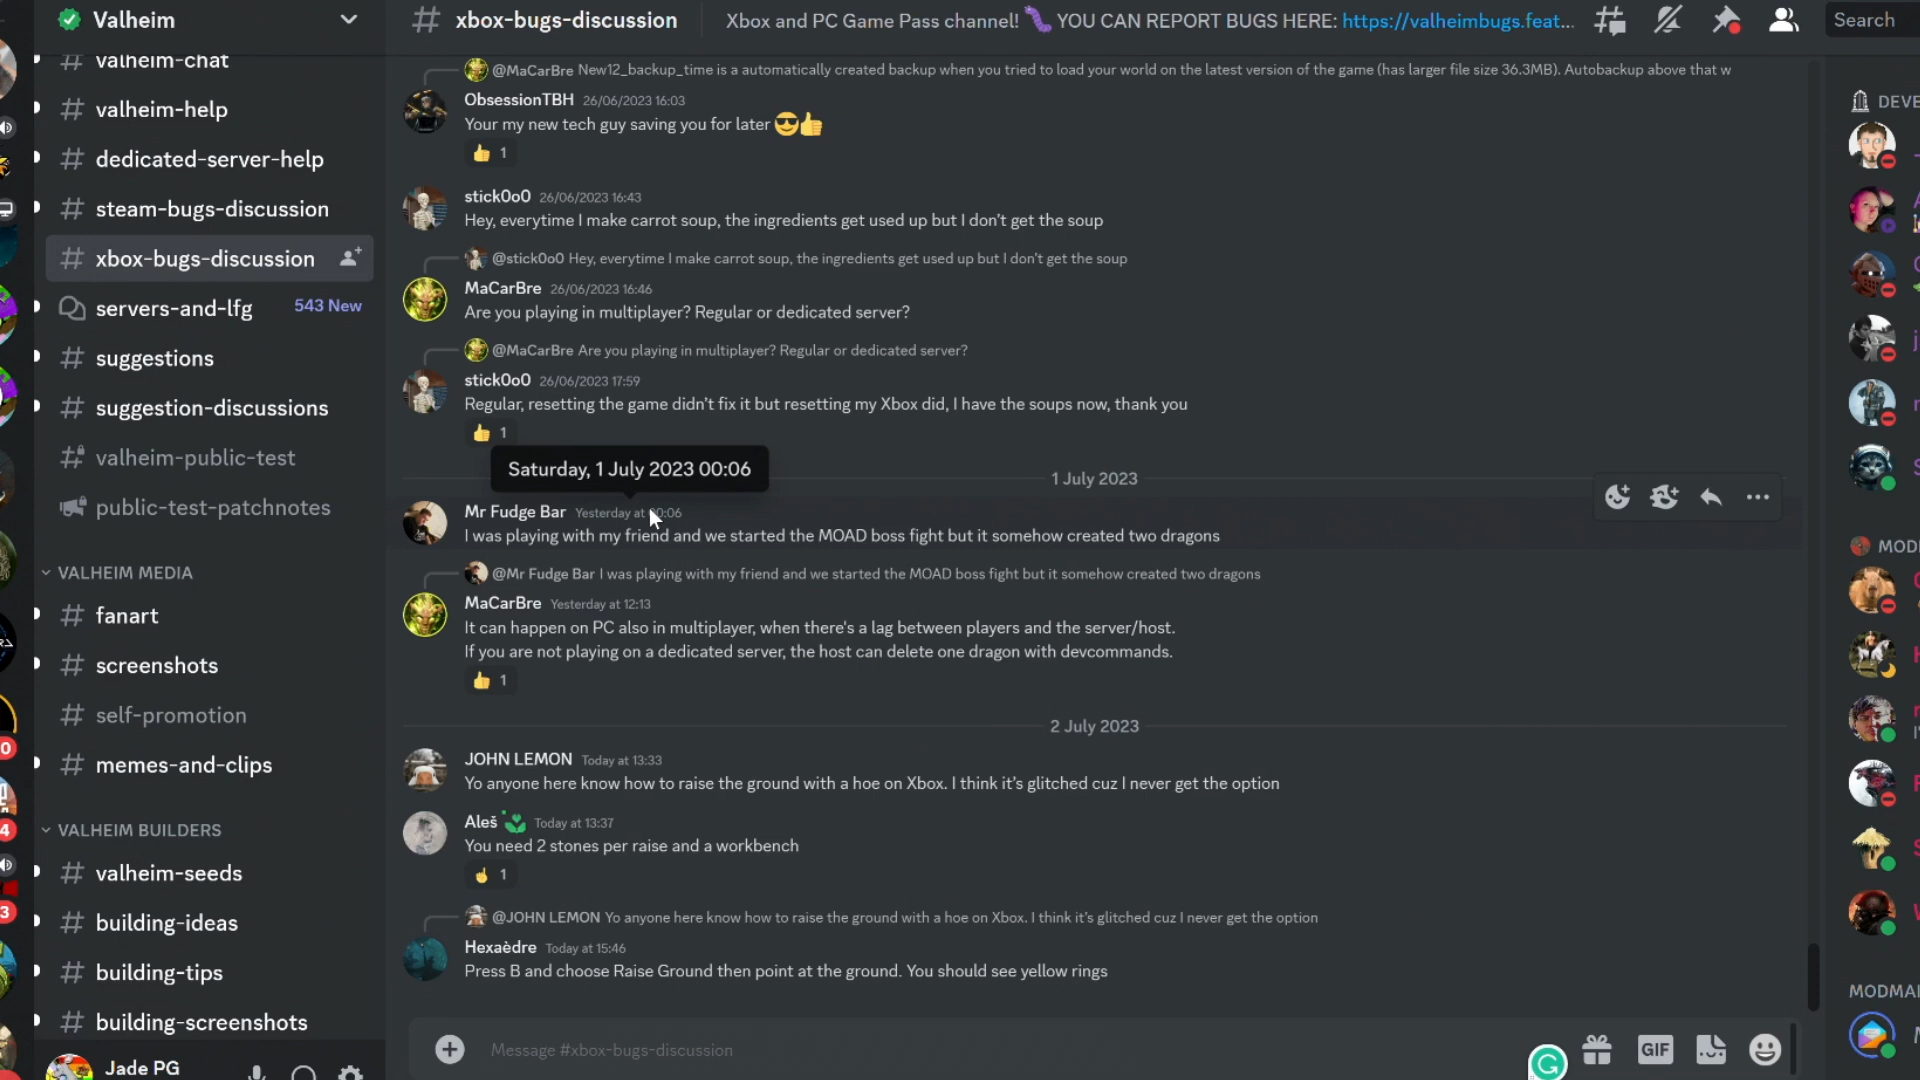 Valheim
valheim-chat
valheim-help
dedicated-server-help
steam-bugs-discussion
xbox-bugs-discussion
servers-and-lfg 543 New
suggestions
suggestion-discussions
valheim-public-test
public-test-patchnotes
VALHEIM MEDIA
fanart
screenshots
self-promotion
memes-and-clips
VALHEIM BUILDERS
valheim-seeds
building-ideas
building-tips
building-screenshots
Jade PG
xbox-bugs-discussion
Xbox and PC Game Pass channel! YOU CAN REPORT BUGS HERE: https://valheimbugs.feat...
Search
@MaCarBre New12_backup_time is a automatically created backup when you tried to load your world on the latest version of the game (has larger file size 36.3MB). Autobackup above that w
ObsessionTBH 26/06/2023 16:03
Your my new tech guy saving you for later 😎👍
👍 1
stick0o0 26/06/2023 16:43
Hey, everytime I make carrot soup, the ingredients get used up but I don't get the soup
@stick0o0 Hey, everytime I make carrot soup, the ingredients get used up but I don't get the soup
MaCarBre 26/06/2023 16:46
Are you playing in multiplayer? Regular or dedicated server?
@MaCarBre Are you playing in multiplayer? Regular or dedicated server?
stick0o0 26/06/2023 17:59
Regular, resetting the game didn't fix it but resetting my Xbox did, I have the soups now, thank you
👍 1
Saturday, 1 July 2023 00:06
1 July 2023
Mr Fudge Bar Yesterday at 00:06
I was playing with my friend and we started the MOAD boss fight but it somehow created two dragons
@Mr Fudge Bar I was playing with my friend and we started the MOAD boss fight but it somehow created two dragons
MaCarBre Yesterday at 12:13
It can happen on PC also in multiplayer, when there's a lag between players and the server/host.
If you are not playing on a dedicated server, the host can delete one dragon with devcommands.
👍 1
2 July 2023
JOHN LEMON Today at 13:33
Yo anyone here know how to raise the ground with a hoe on Xbox. I think it's glitched cuz I never get the option
Aleš Today at 13:37
You need 2 stones per raise and a workbench
☝ 1
@JOHN LEMON Yo anyone here know how to raise the ground with a hoe on Xbox. I think it's glitched cuz I never get the option
Hexaèdre Today at 15:46
Press B and choose Raise Ground then point at the ground. You should see yellow rings
Message #xbox-bugs-discussion
GIF
DEVE
MODE
MODMAI